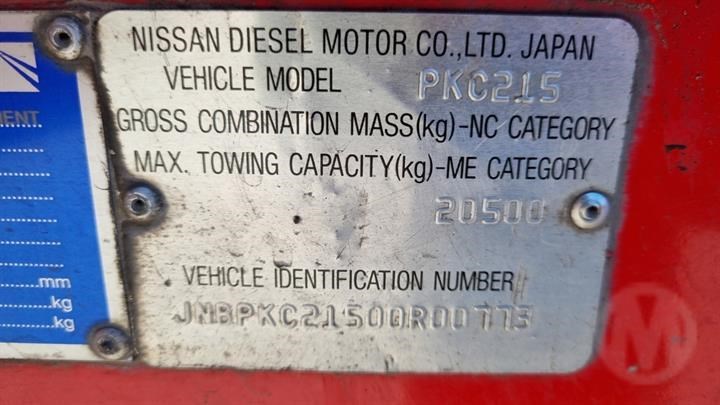 NISSAN DIESEL MOTOR CO.,LTD. JAPAN
VEHICLE MODEL PKC215
GROSS COMBINATION MASS(kg)-NC CATEGORY
MAX. TOWING CAPACITY(kg)-ME CATEGORY
20500
VEHICLE IDENTIFICATION NUMBER
JNBPKC21500R00773
MENT
mm
kg
kg
M